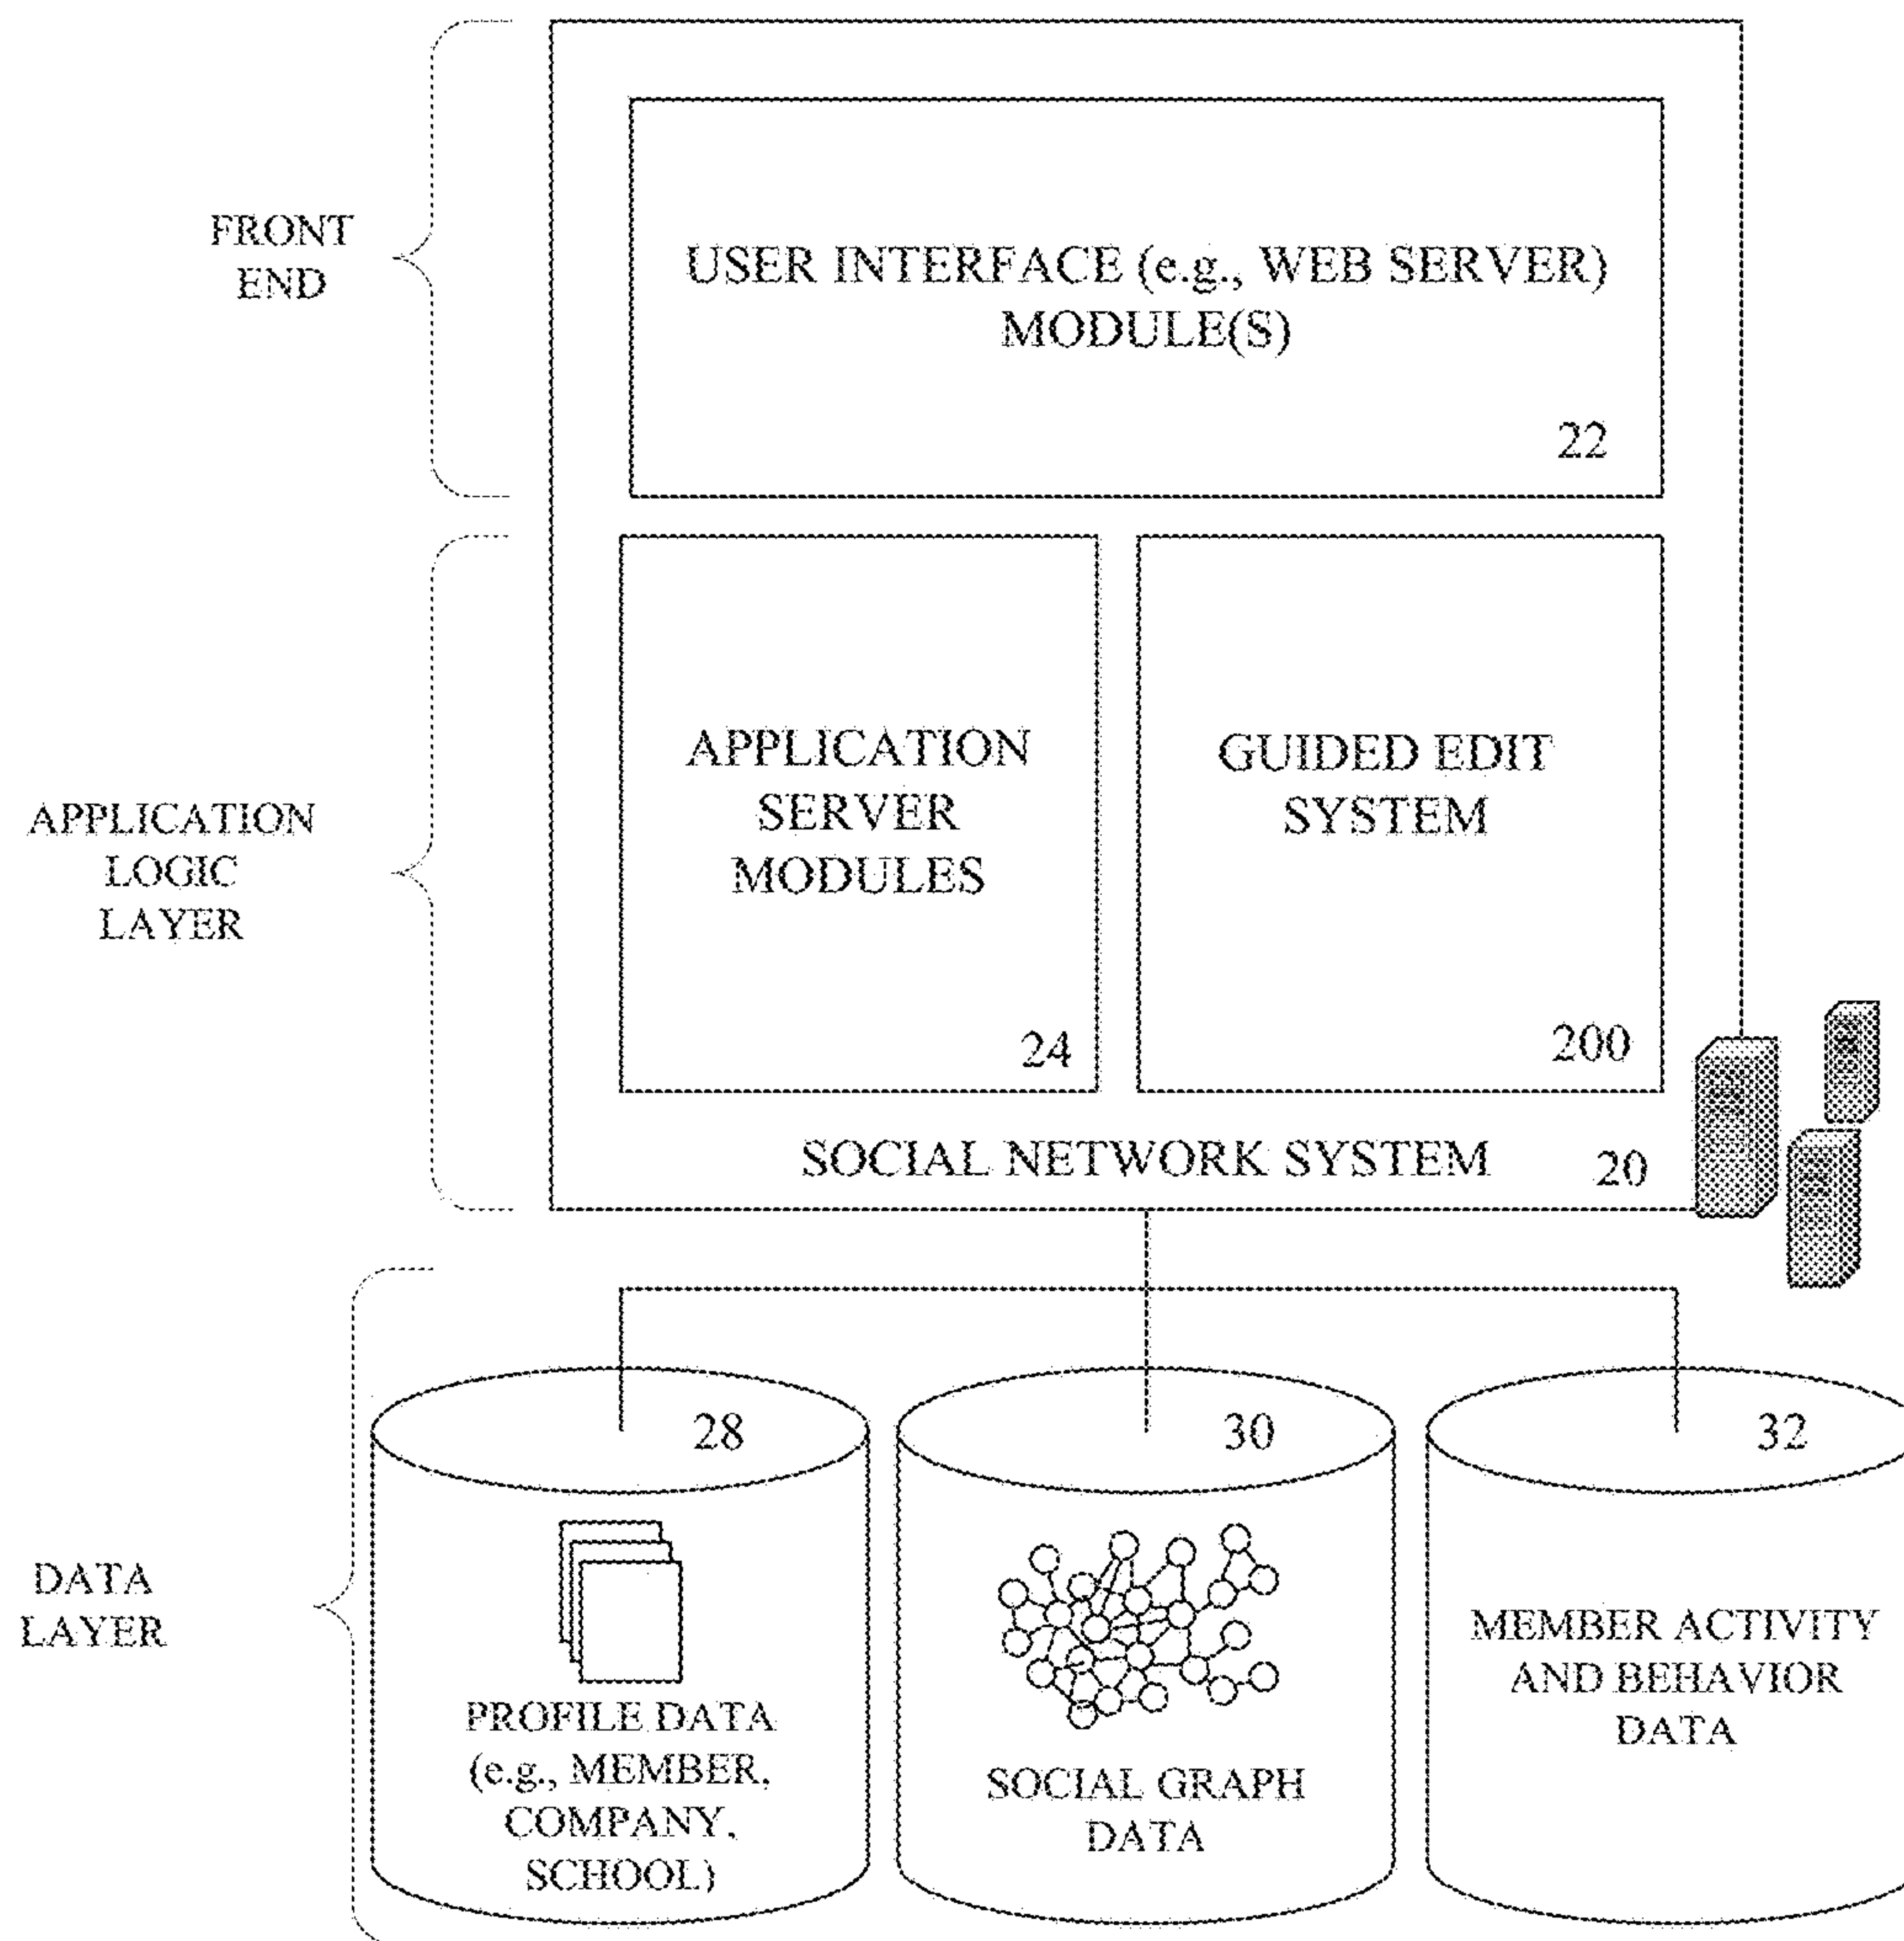 FRONT
END
USER INTERFACE (e.g., WEB SERVER)
MODULE(S)
22
APPLICATION
LOGIC
LAYER
APPLICATION
SERVER
MODULES
24
GUIDED EDIT
SYSTEM
200
SOCIAL NETWORK SYSTEM
20
DATA
LAYER
28
PROFILE DATA
(e.g., MEMBER,
COMPANY,
SCHOOL)
30
SOCIAL GRAPH
DATA
32
MEMBER ACTIVITY
AND BEHAVIOR
DATA